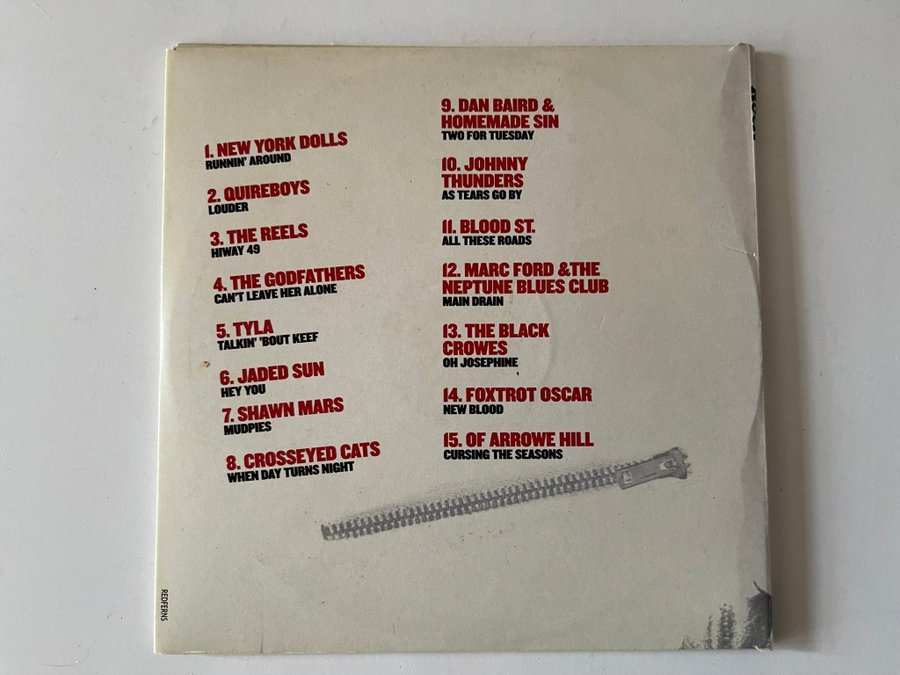 1. NEW YORK DOLLS
RUNNIN' AROUND
2. QUIREBOYS
LOUDER
3. THE REELS
HIWAY 49
4. THE GODFATHERS
CAN'T LEAVE HER ALONE
5. TYLA
TALKIN' 'BOUT KEEF
6. JADED SUN
HEY YOU
7. SHAWN MARS
MUDPIES
8. CROSSEYED CATS
WHEN DAY TURNS NIGHT
9. DAN BAIRD &
HOMEMADE SIN
TWO FOR TUESDAY
10. JOHNNY
THUNDERS
AS TEARS GO BY
11. BLOOD ST.
ALL THESE ROADS
12. MARC FORD &THE
NEPTUNE BLUES CLUB
MAIN DRAIN
13. THE BLACK
CROWES
OH JOSEPHINE
14. FOXTROT OSCAR
NEW BLOOD
15. OF ARROWE HILL
CURSING THE SEASONS
REDFERNS